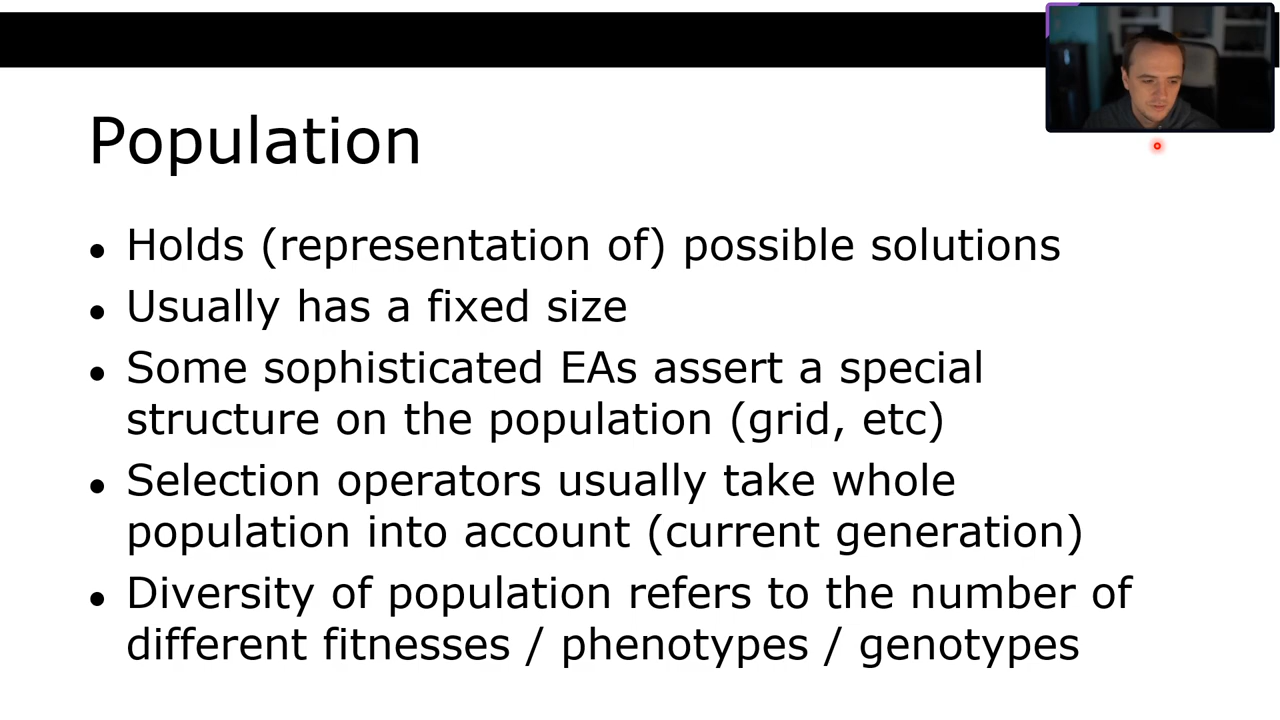 Population
• Holds (representation of) possible solutions
• Usually has a fixed size
• Some sophisticated EAs assert a special
structure on the population (grid, etc)
• Selection operators usually take whole
population into account (current generation)
• Diversity of population refers to the number of
different fitnesses / phenotypes / genotypes